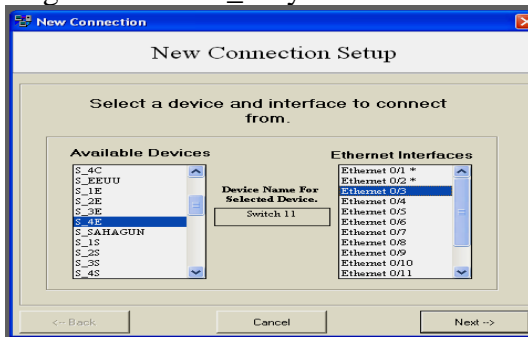 New Connection
New Connection Setup
Select a device and interface to connect
from.
Available Devices
S_4C
S_EEUU
S_1E
S_2E
S_3E
S_4E
S_SAHAGUN
S_1S
S_2S
S_3S
S_4S
Device Name For
Selected Device.
Switch 11
Ethernet Interfaces
Ethernet 0/1 *
Ethernet 0/2 *
Ethernet 0/3
Ethernet 0/4
Ethernet 0/5
Ethernet 0/6
Ethernet 0/7
Ethernet 0/8
Ethernet 0/9
Ethernet 0/10
Ethernet 0/11
<-- Back
Cancel
Next -->